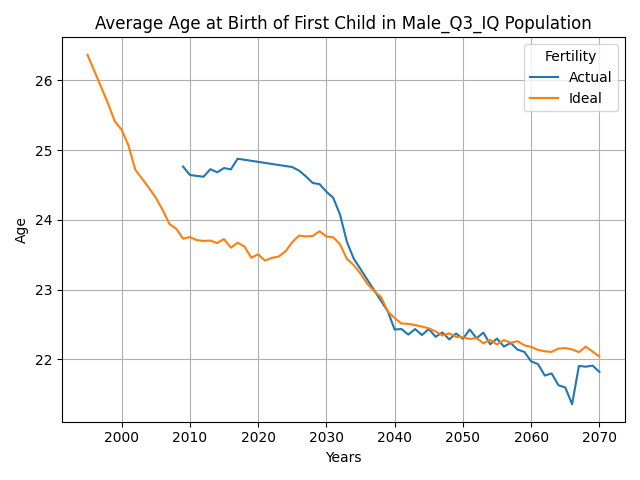 Average Age at Birth of First Child in Male_Q3_IQ Population
Fertility
Actual
Ideal
Age
26
25
24
23
22
2000
2010
2020
2030
2040
2050
2060
2070
Years